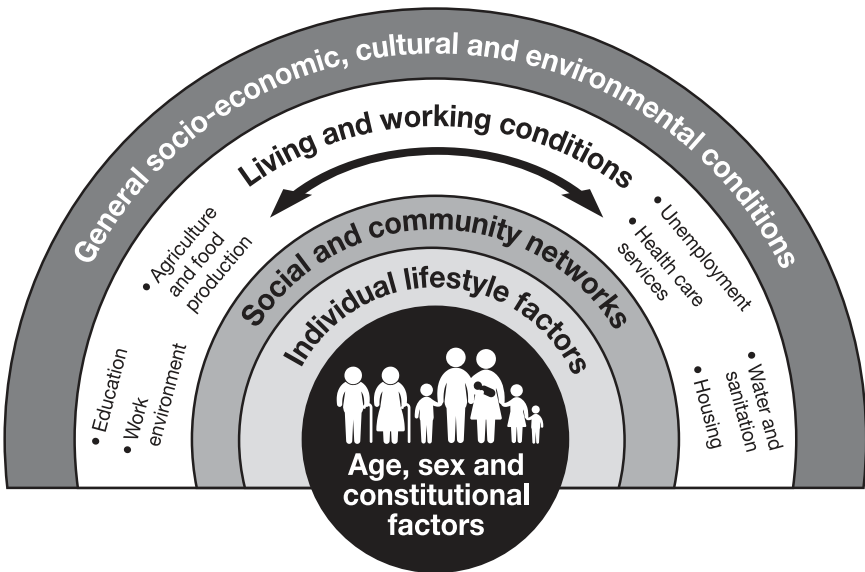 General socio-economic, cultural and environmental conditions
Living and working conditions
• Agriculture
and food
production
• Education
• Work
environment
• Unemployment
• Health care
services
• Water and
sanitation
• Housing
Social and community networks
Individual lifestyle factors
Age, sex and
constitutional
factors